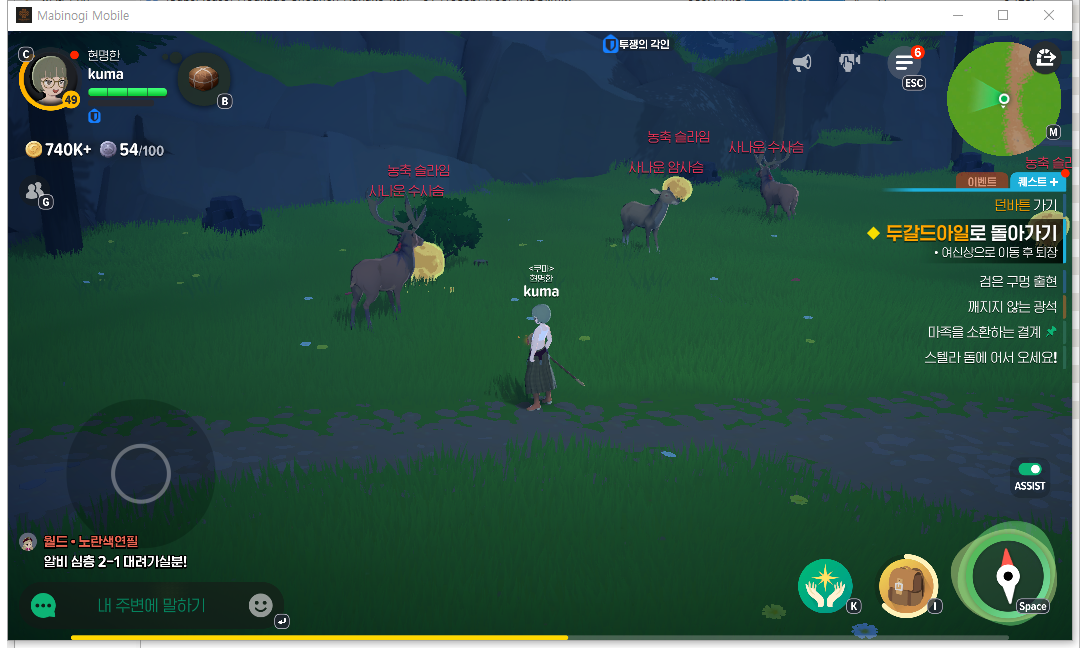 Mabinogi Mobile
C
현명한
kuma
49
B
740K+
54/100
G
투쟁의 각인
6
ESC
M
농축 슬라임
사나운 수사슴
농축 슬라임
사나운 암사슴
사나운 수사슴
농축 슬라
이벤트
퀘스트 +
던바튼 가기
두갈드아일로 돌아가기
• 여신상으로 이동 후 퇴장
검은 구멍 출현
깨지지 않는 광석
마족을 소환하는 결계
스텔라 돔에 어서 오세요!
<쿠마>
현명한
kuma
ASSIST
월드 • 노란색연필
알비 심층 2-1 대려기실분!
내 주변에 말하기
K
I
Space